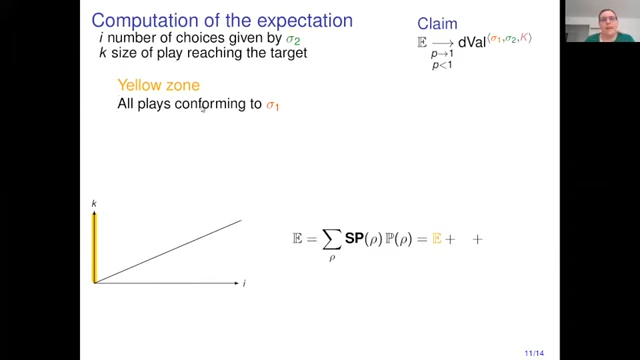 Computation of the expectation
i number of choices given by σ₂
k size of play reaching the target
Claim
𝔼 ⟶ dVal^⟨σ₁,σ₂,K⟩
p→1
p<1
Yellow zone
All plays conforming to σ₁
k
i
𝔼 = ∑ SP(ρ) ℙ(ρ) = 𝔼 + +
ρ
11/14